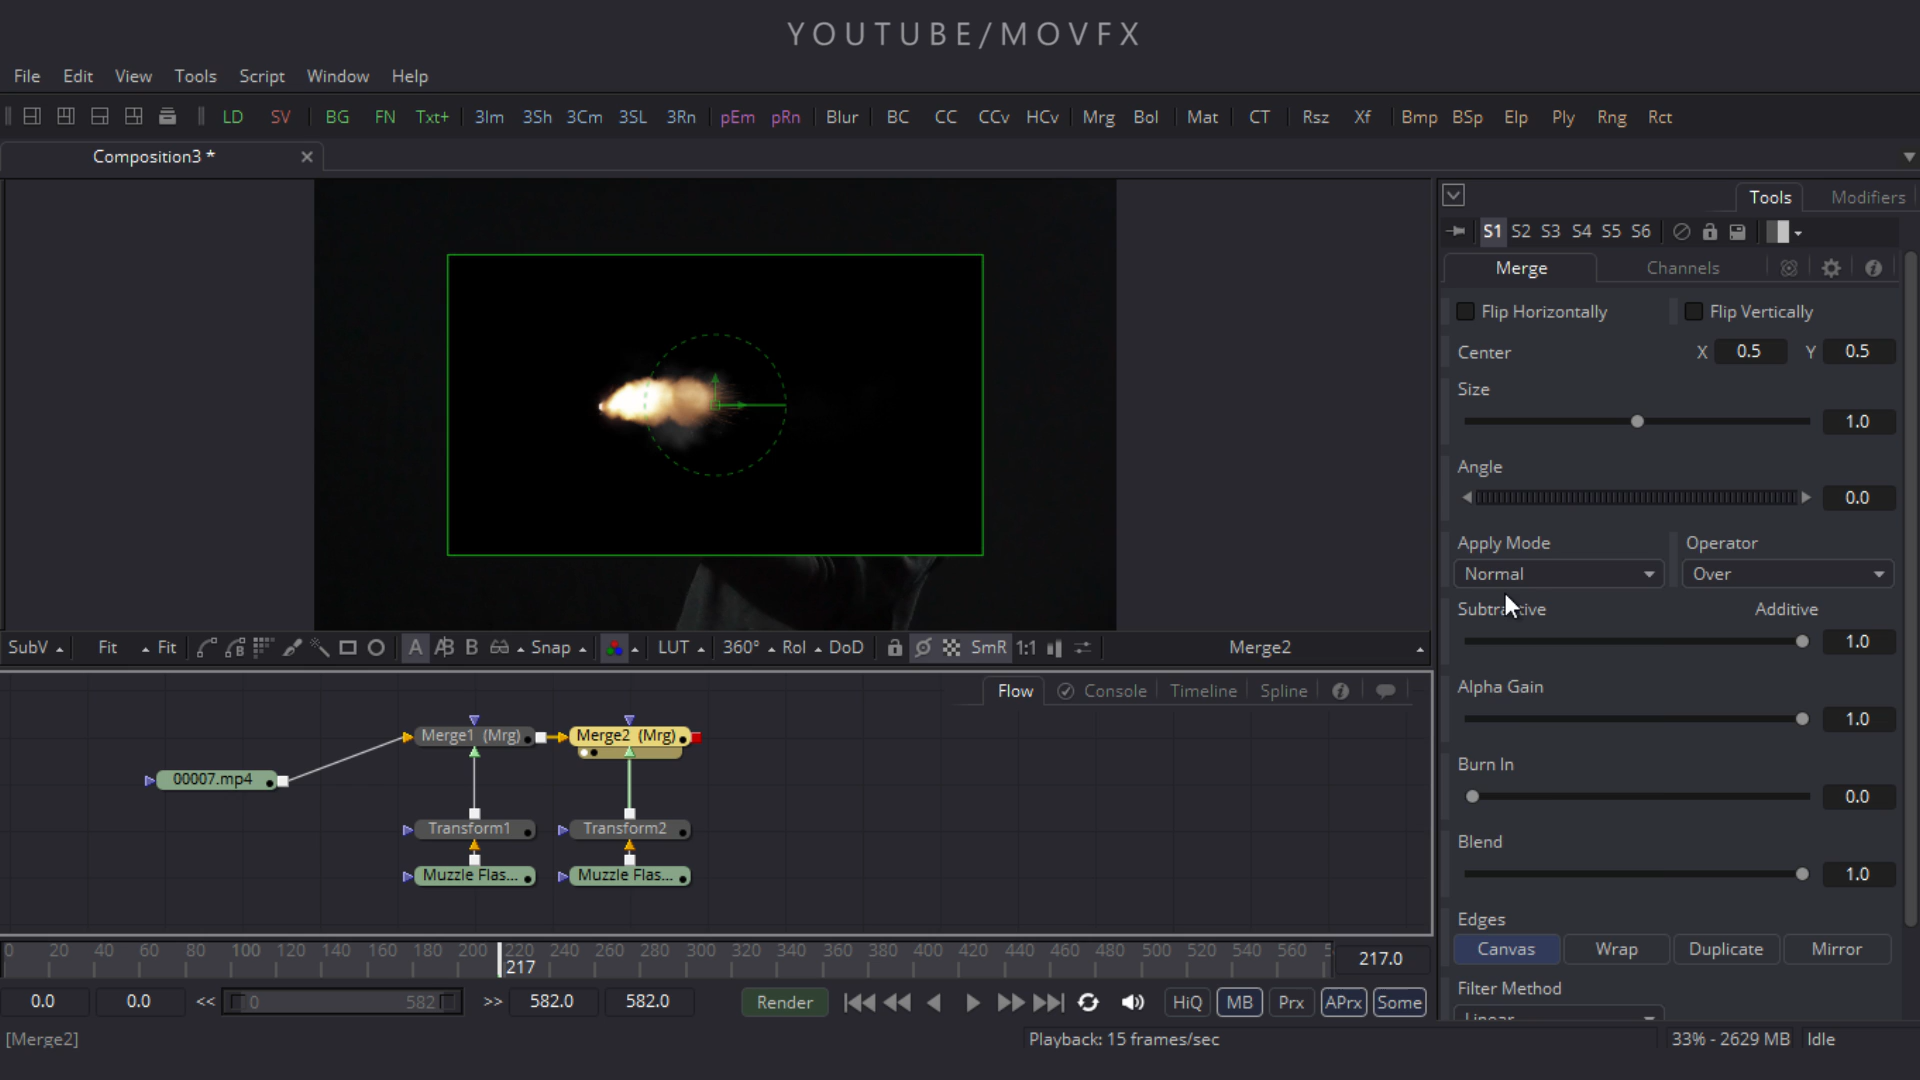 YOUTUBE/MOVFX
File Edit View Tools Script Window Help
LD SV BG FN Txt+ 3Im 3Sh 3Cm 3SL 3Rn pEm pRn Blur BC CC CCv HCv Mrg Bol Mat CT Rsz Xf Bmp BSp Elp Ply Rng Rct
Composition3 *
Tools Modifiers
S1 S2 S3 S4 S5 S6
Merge Channels
Flip Horizontally Flip Vertically
Center X 0.5 Y 0.5
Size
1.0
Angle
0.0
Apply Mode Operator
Normal Over
Subtractive Additive
1.0
Alpha Gain
1.0
Burn In
0.0
Blend
1.0
Edges
Canvas Wrap Duplicate Mirror
Filter Method
Linear
SubV Fit Fit A AB B Snap LUT 360° RoI DoD SmR 1:1 Merge2
Flow Console Timeline Spline
Merge1 (Mrg) Merge2 (Mrg)
00007.mp4
Transform1 Transform2
Muzzle Flas... Muzzle Flas...
0 20 40 60 80 100 120 140 160 180 200 220 240 260 280 300 320 340 360 380 400 420 440 460 480 500 520 540 560 5
217 217.0
0.0 0.0 << 0 582 >> 582.0 582.0 Render HiQ MB Prx APrx Some
[Merge2] Playback: 15 frames/sec 33% - 2629 MB Idle